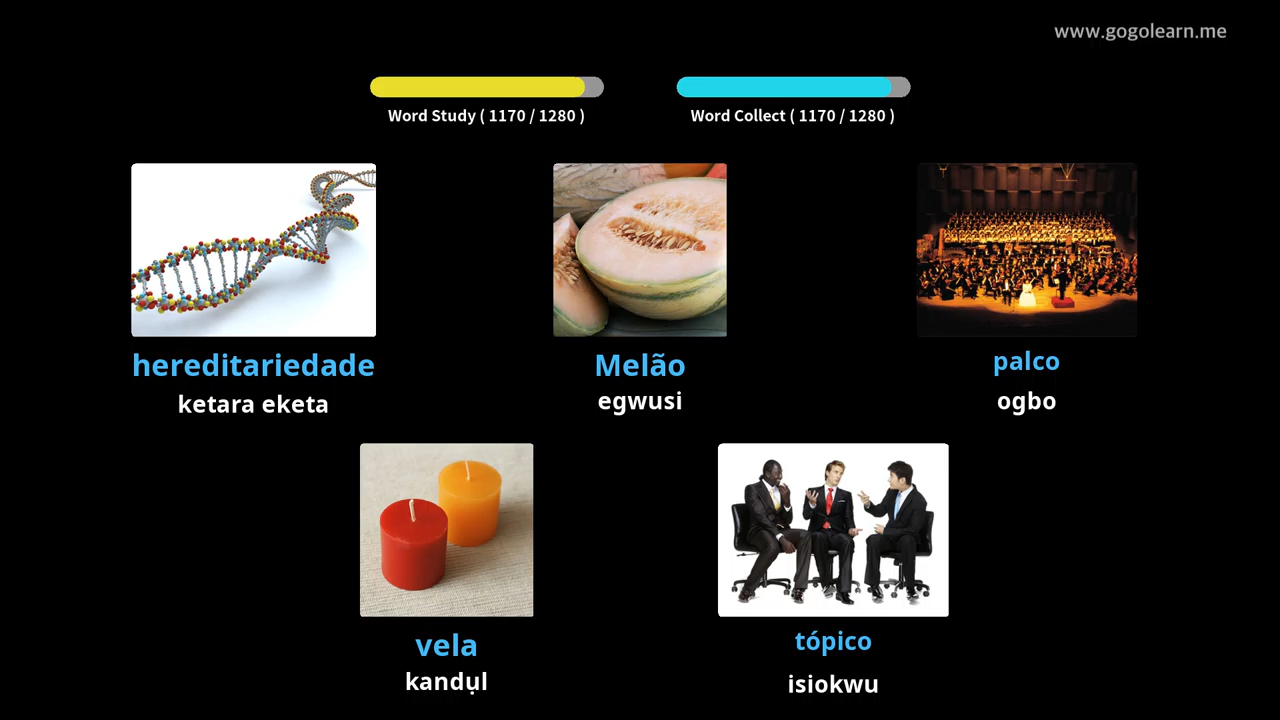 www.gogolearn.me
Word Study ( 1170 / 1280 )
Word Collect ( 1170 / 1280 )
hereditariedade
ketara eketa
Melão
egwusi
palco
ogbo
vela
kandụl
tópico
isiokwu